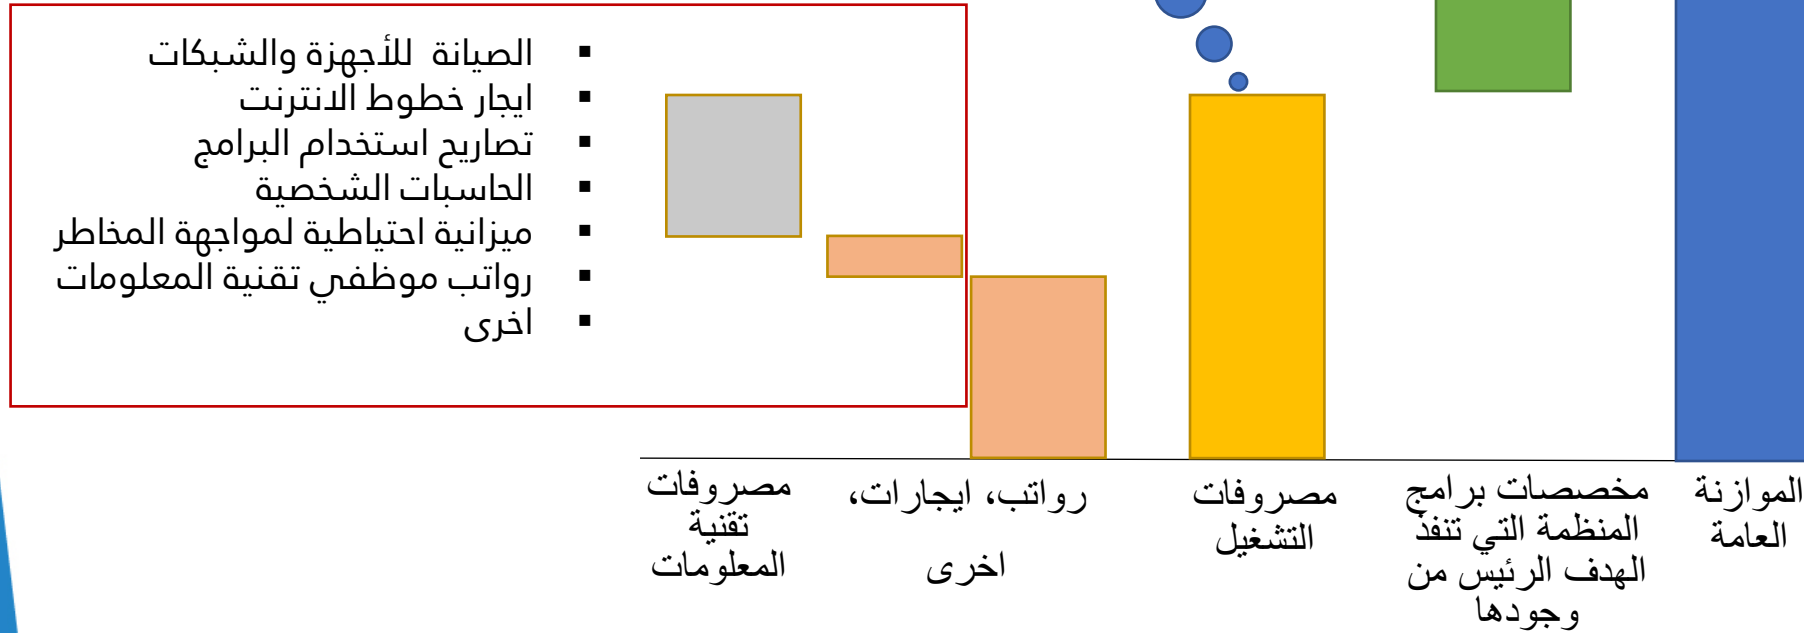 الصيانة للأجهزة والشبكات
ايجار خطوط الانترنت
تصاريح استخدام البرامج
الحاسبات الشخصية
ميزانية احتياطية لمواجهة المخاطر
رواتب موظفي تقنية المعلومات
اخرى
الموازنة
العامة
مخصصات برامج
المنظمة التي تنفذ
الهدف الرئيس من
وجودها
مصروفات
التشغيل
رواتب، ايجارات،
اخرى
مصروفات
تقنية
المعلومات